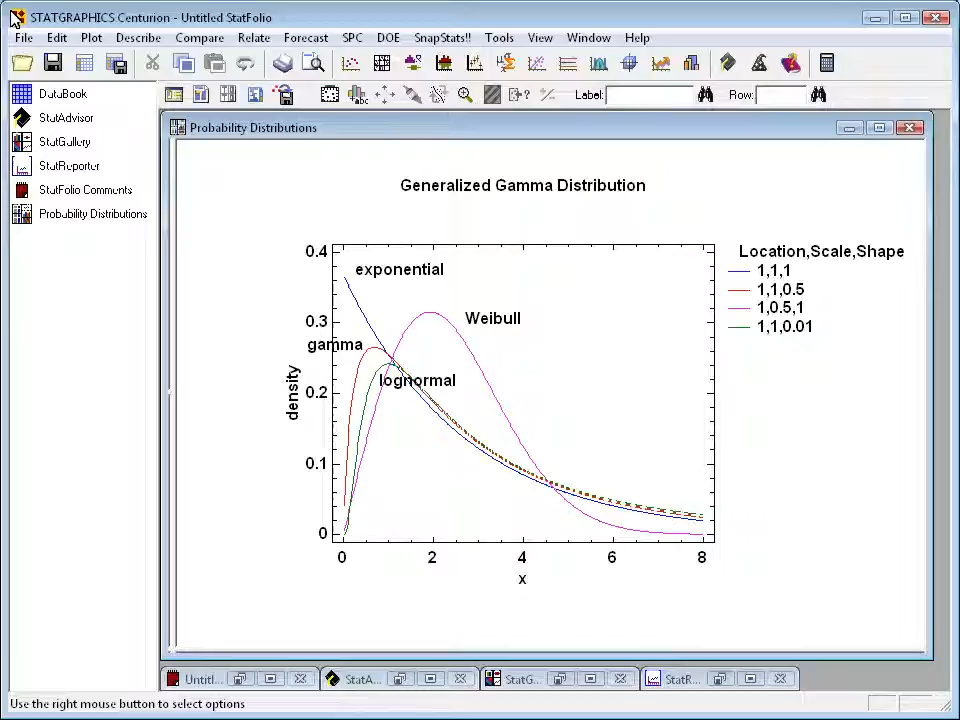 STATGRAPHICS Centurion - Untitled StatFolio
File Edit Plot Describe Compare Relate Forecast SPC DOE SnapStats!! Tools View Window Help
Label: Row:
DataBook
StatAdvisor
StatGallery
StatReporter
StatFolio Comments
Probability Distributions
Probability Distributions
Generalized Gamma Distribution
Location,Scale,Shape
1,1,1
1,1,0.5
1,0.5,1
1,1,0.01
exponential
Weibull
gamma
lognormal
density
0.4
0.3
0.2
0.1
0
0 2 4 6 8
x
Untitl... StatA... StatG... StatR...
Use the right mouse button to select options